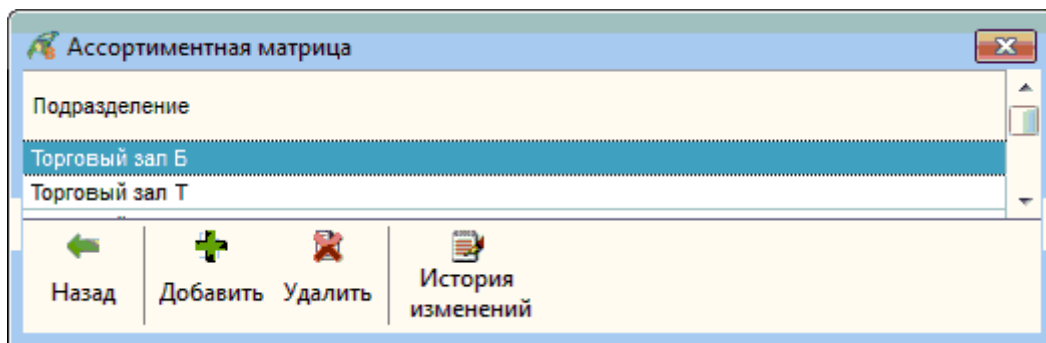 Ассортиментная матрица
Подразделение
Торговый зал Б
Торговый зал Т
Назад
Добавить
Удалить
История
изменений